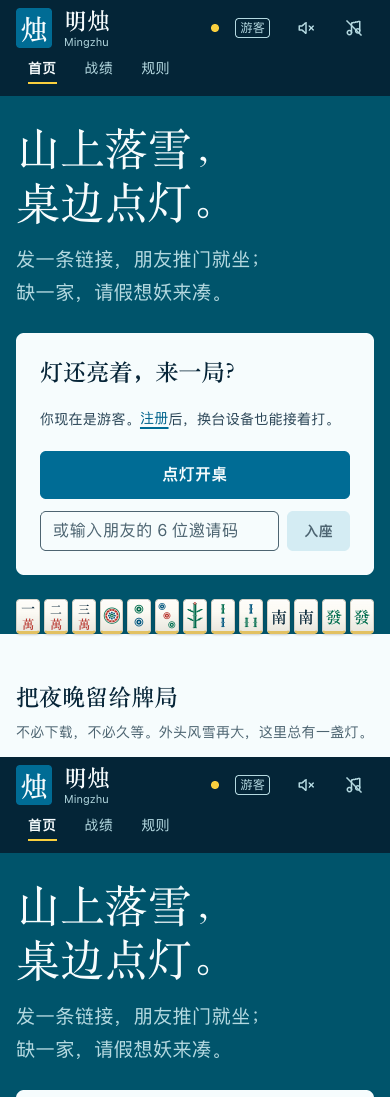 烛 明烛 游客
Mingzhu
首页 战绩 规则
山上落雪，
桌边点灯。
发一条链接，朋友推门就坐；
缺一家，请假想妖来凑。
灯还亮着，来一局?
你现在是游客。注册后，换台设备也能接着打。
点灯开桌
或输入朋友的 6 位邀请码 入座
一萬 二萬 三萬 南 南 發 發
把夜晚留给牌局
不必下载，不必久等。外头风雪再大，这里总有一盏灯。
烛 明烛 游客
Mingzhu
首页 战绩 规则
山上落雪，
桌边点灯。
发一条链接，朋友推门就坐；
缺一家，请假想妖来凑。